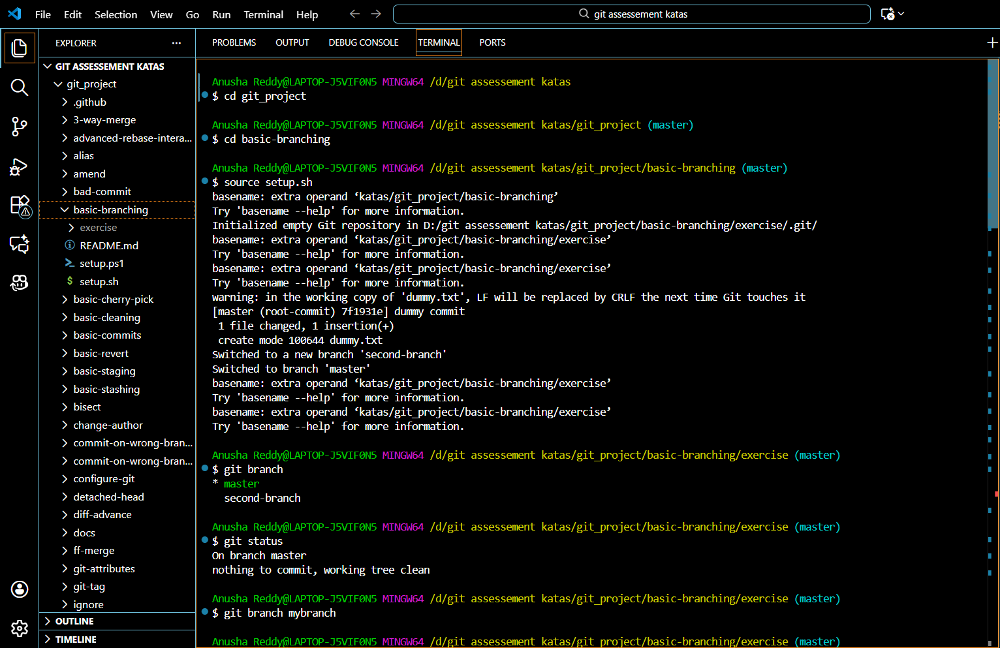 File Edit Selection View Go Run Terminal Help
git assessement katas
EXPLORER
PROBLEMS OUTPUT DEBUG CONSOLE TERMINAL PORTS
GIT ASSESSEMENT KATAS
git_project
.github
3-way-merge
advanced-rebase-intera...
alias
amend
bad-commit
basic-branching
exercise
README.md
setup.ps1
setup.sh
basic-cherry-pick
basic-cleaning
basic-commits
basic-revert
basic-staging
basic-stashing
bisect
change-author
commit-on-wrong-bran...
commit-on-wrong-bran...
configure-git
detached-head
diff-advance
docs
ff-merge
git-attributes
git-tag
ignore
OUTLINE
TIMELINE
Anusha Reddy@LAPTOP-J5VIF0N5 MINGW64 /d/git assessement katas
$ cd git_project
Anusha Reddy@LAPTOP-J5VIF0N5 MINGW64 /d/git assessement katas/git_project (master)
$ cd basic-branching
Anusha Reddy@LAPTOP-J5VIF0N5 MINGW64 /d/git assessement katas/git_project/basic-branching (master)
$ source setup.sh
basename: extra operand ‘katas/git_project/basic-branching’
Try 'basename --help' for more information.
Initialized empty Git repository in D:/git assessement katas/git_project/basic-branching/exercise/.git/
basename: extra operand ‘katas/git_project/basic-branching/exercise’
Try 'basename --help' for more information.
basename: extra operand ‘katas/git_project/basic-branching/exercise’
Try 'basename --help' for more information.
warning: in the working copy of 'dummy.txt', LF will be replaced by CRLF the next time Git touches it
[master (root-commit) 7f1931e] dummy commit
1 file changed, 1 insertion(+)
create mode 100644 dummy.txt
Switched to a new branch 'second-branch'
Switched to branch 'master'
basename: extra operand ‘katas/git_project/basic-branching/exercise’
Try 'basename --help' for more information.
basename: extra operand ‘katas/git_project/basic-branching/exercise’
Try 'basename --help' for more information.
Anusha Reddy@LAPTOP-J5VIF0N5 MINGW64 /d/git assessement katas/git_project/basic-branching/exercise (master)
$ git branch
* master
second-branch
Anusha Reddy@LAPTOP-J5VIF0N5 MINGW64 /d/git assessement katas/git_project/basic-branching/exercise (master)
$ git status
On branch master
nothing to commit, working tree clean
Anusha Reddy@LAPTOP-J5VIF0N5 MINGW64 /d/git assessement katas/git_project/basic-branching/exercise (master)
$ git branch mybranch
Anusha Reddy@LAPTOP-J5VIF0N5 MINGW64 /d/git assessement katas/git_project/basic-branching/exercise (master)